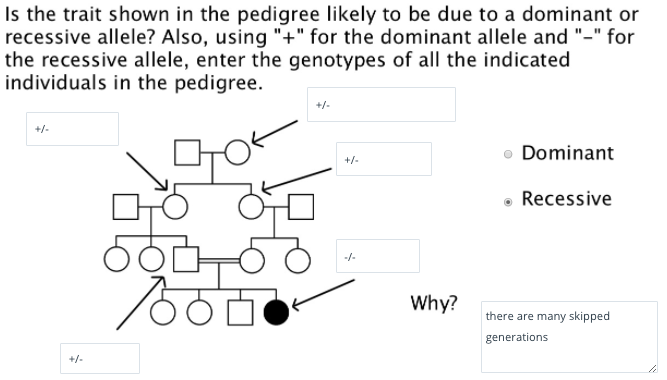 Is the trait shown in the pedigree likely to be due to a dominant or
recessive allele? Also, using "+" for the dominant allele and "-" for
the recessive allele, enter the genotypes of all the indicated
individuals in the pedigree.
+/-
+/-
+/-
Dominant
Recessive
-/-
Why?
there are many skipped
generations
+/-